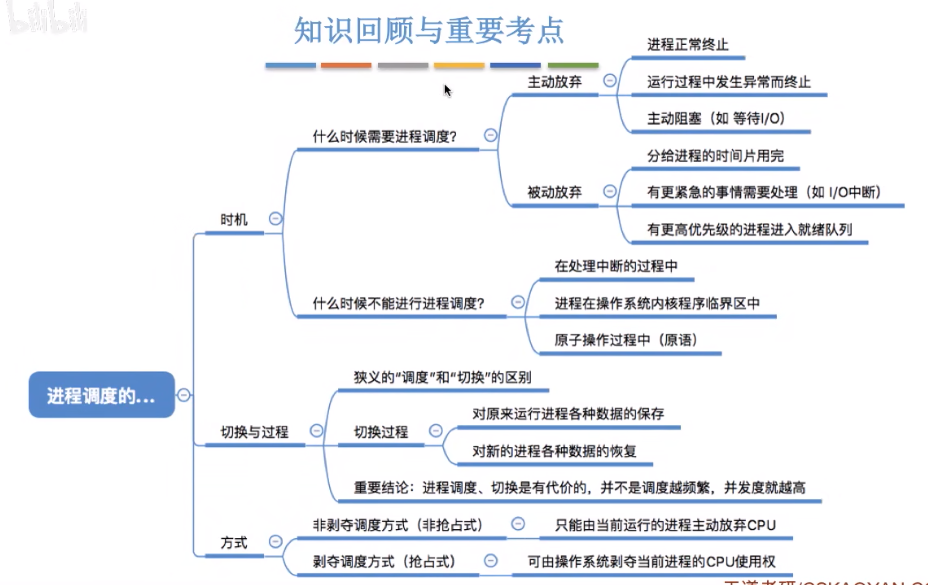 bilibili
知识回顾与重要考点
进程调度的...
时机
什么时候需要进程调度?
主动放弃
进程正常终止
运行过程中发生异常而终止
主动阻塞（如 等待I/O）
被动放弃
分给进程的时间片用完
有更紧急的事情需要处理（如 I/O中断）
有更高优先级的进程进入就绪队列
什么时候不能进行进程调度?
在处理中断的过程中
进程在操作系统内核程序临界区中
原子操作过程中（原语）
切换与过程
狭义的“调度”和“切换”的区别
切换过程
对原来运行进程各种数据的保存
对新的进程各种数据的恢复
重要结论：进程调度、切换是有代价的，并不是调度越频繁，并发度就越高
方式
非剥夺调度方式（非抢占式）
只能由当前运行的进程主动放弃CPU
剥夺调度方式（抢占式）
可由操作系统剥夺当前进程的CPU使用权